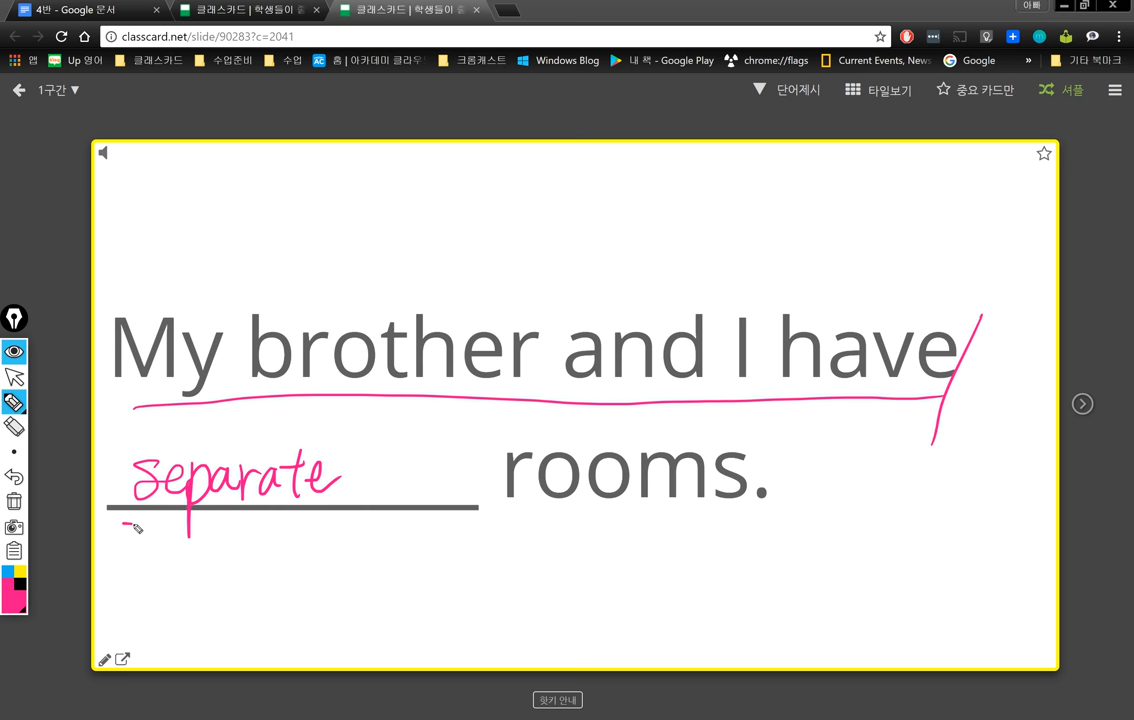 4반 - Google 문서
클래스카드 | 학생들이
클래스카드 | 학생들이
아빠
classcard.net/slide/90283?c=2041
앱 Up 영어 클래스카드 수업준비 수업 AC 홈 | 아카데미 클라우 크롬캐스트 Windows Blog 내 책 - Google Play chrome://flags Current Events, News Google » 기타 북마크
1구간 ▼ 단어제시 타일보기 중요 카드만 셔플
My brother and I have
separate rooms.
핫키 안내